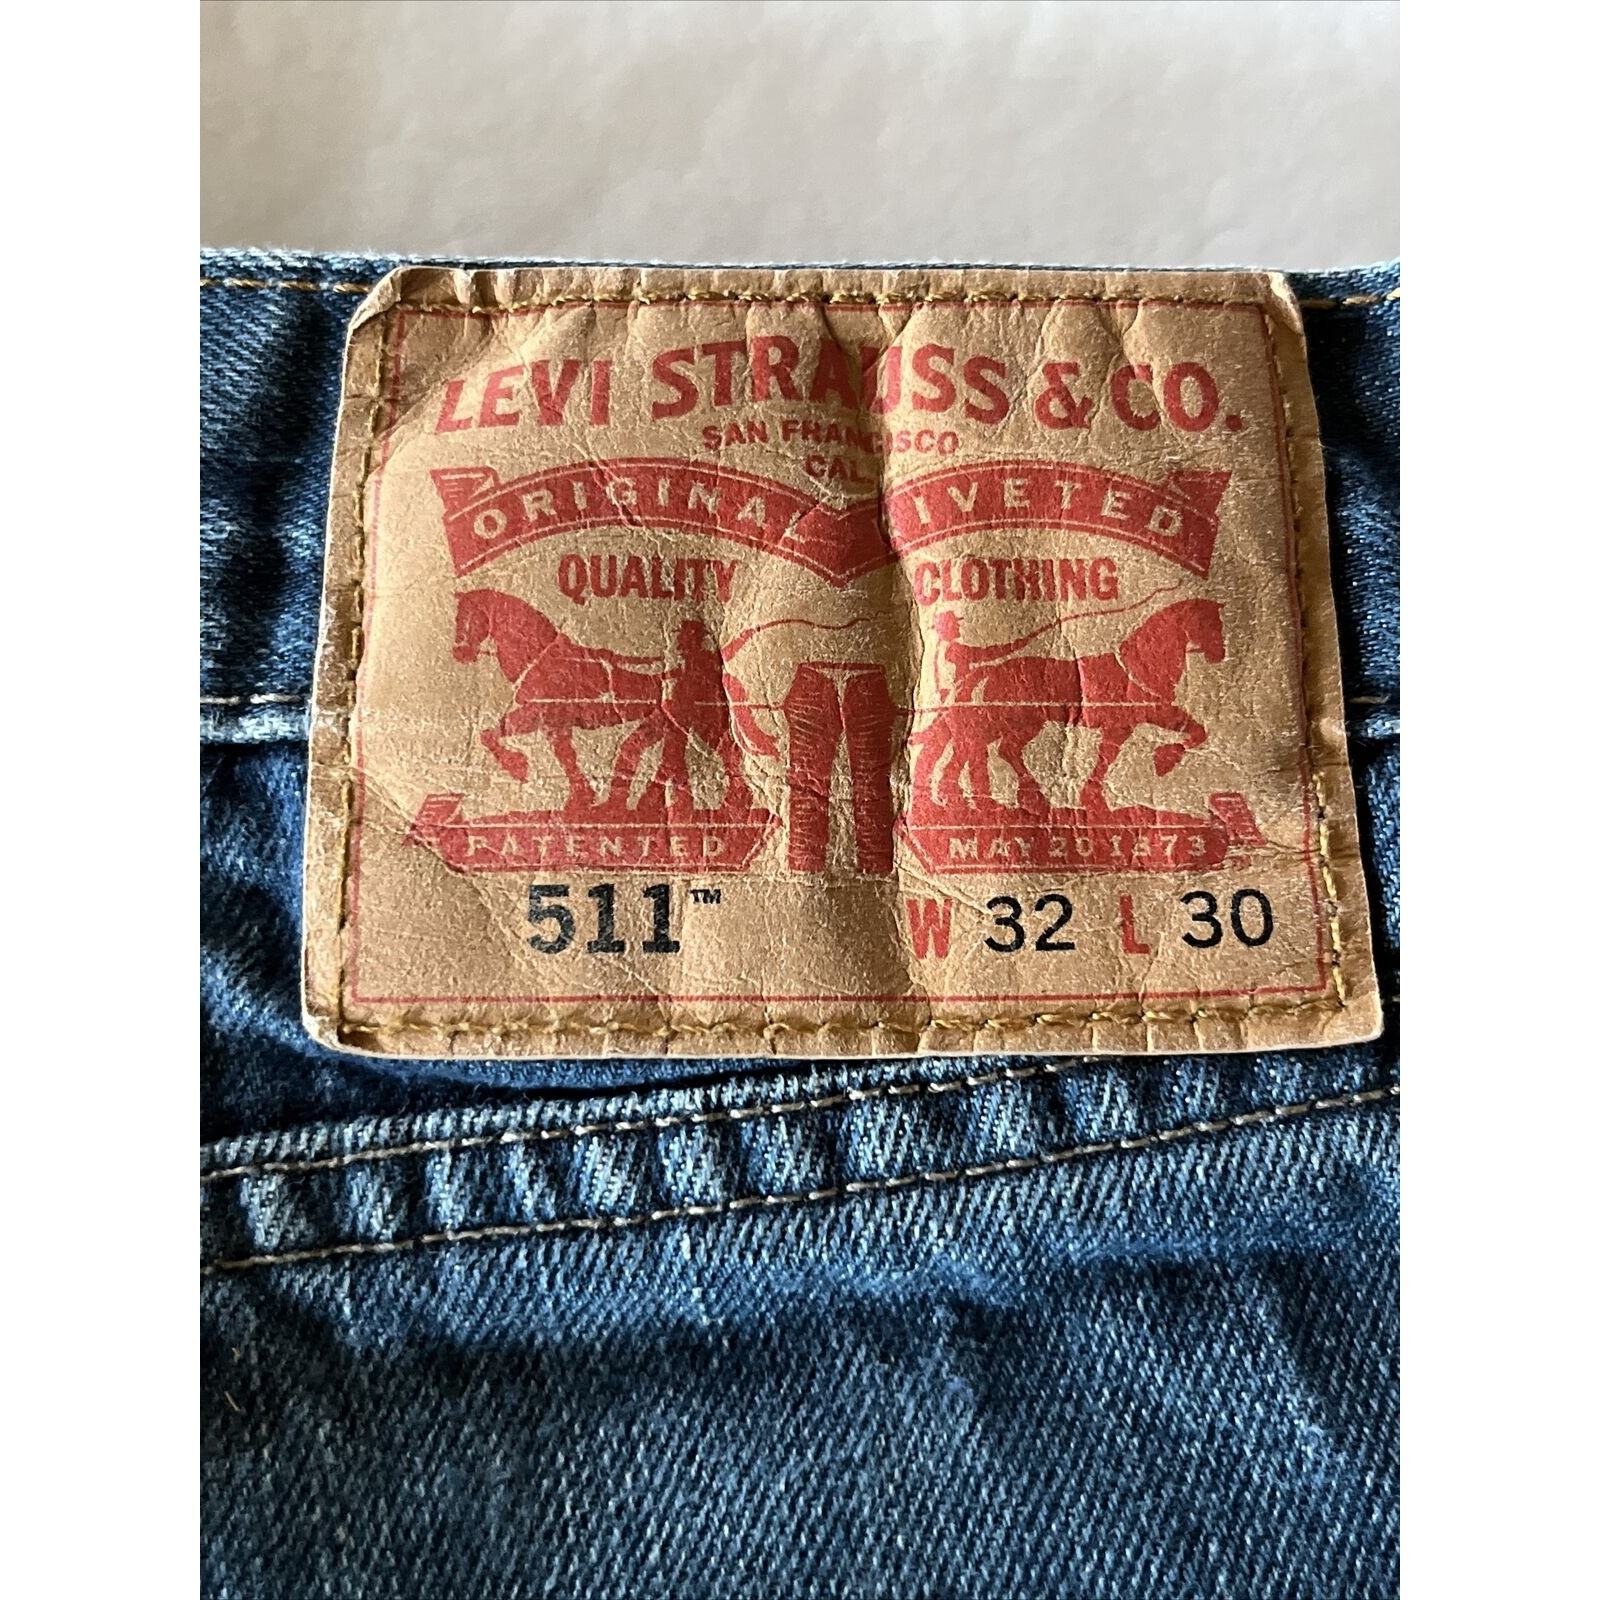 LEVI STRAUSS & CO.
SAN FRANCISCO
CAL.
ORIGINAL RIVETED
QUALITY CLOTHING
PATENTED MAY 20 1873
511™ W 32 L 30